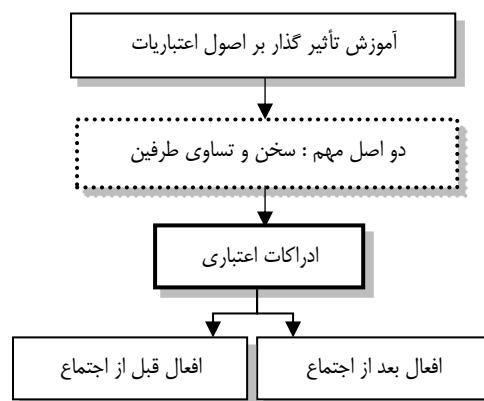 آموزش تأثیر گذار بر اصول اعتباریات
دو اصل مهم : سخن و تساوی طرفین
ادراکات اعتباری
افعال بعد از اجتماع
افعال قبل از اجتماع